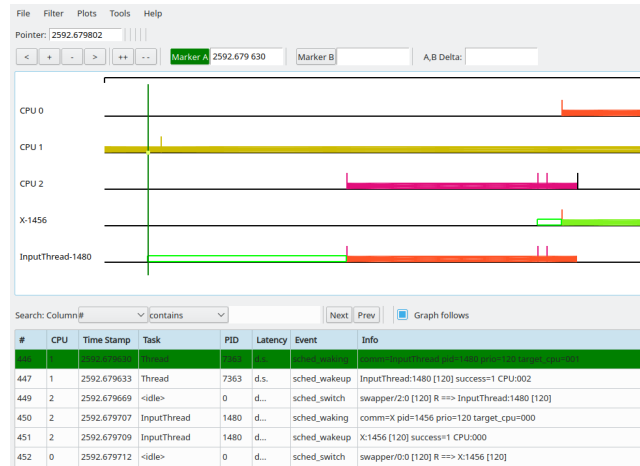 File Filter Plots Tools Help
Pointer: 2592.679802
< + - > ++ -- Marker A 2592.679 630 Marker B A,B Delta:
CPU 0
CPU 1
CPU 2
X-1456
InputThread-1480
Search: Column # contains Next Prev Graph follows
# CPU Time Stamp Task PID Latency Event Info
446 1 2592.679630 Thread 7363 d.s. sched_waking comm=InputThread pid=1480 prio=120 target_cpu=001
447 1 2592.679633 Thread 7363 d.s. sched_wakeup InputThread:1480 [120] success=1 CPU:002
449 2 2592.679669 <idle> 0 d... sched_switch swapper/2:0 [120] R ==> InputThread:1480 [120]
450 2 2592.679707 InputThread 1480 d... sched_waking comm=X pid=1456 prio=120 target_cpu=000
451 2 2592.679709 InputThread 1480 d... sched_wakeup X:1456 [120] success=1 CPU:000
452 0 2592.679712 <idle> 0 d... sched_switch swapper/0:0 [120] R ==> X:1456 [120]